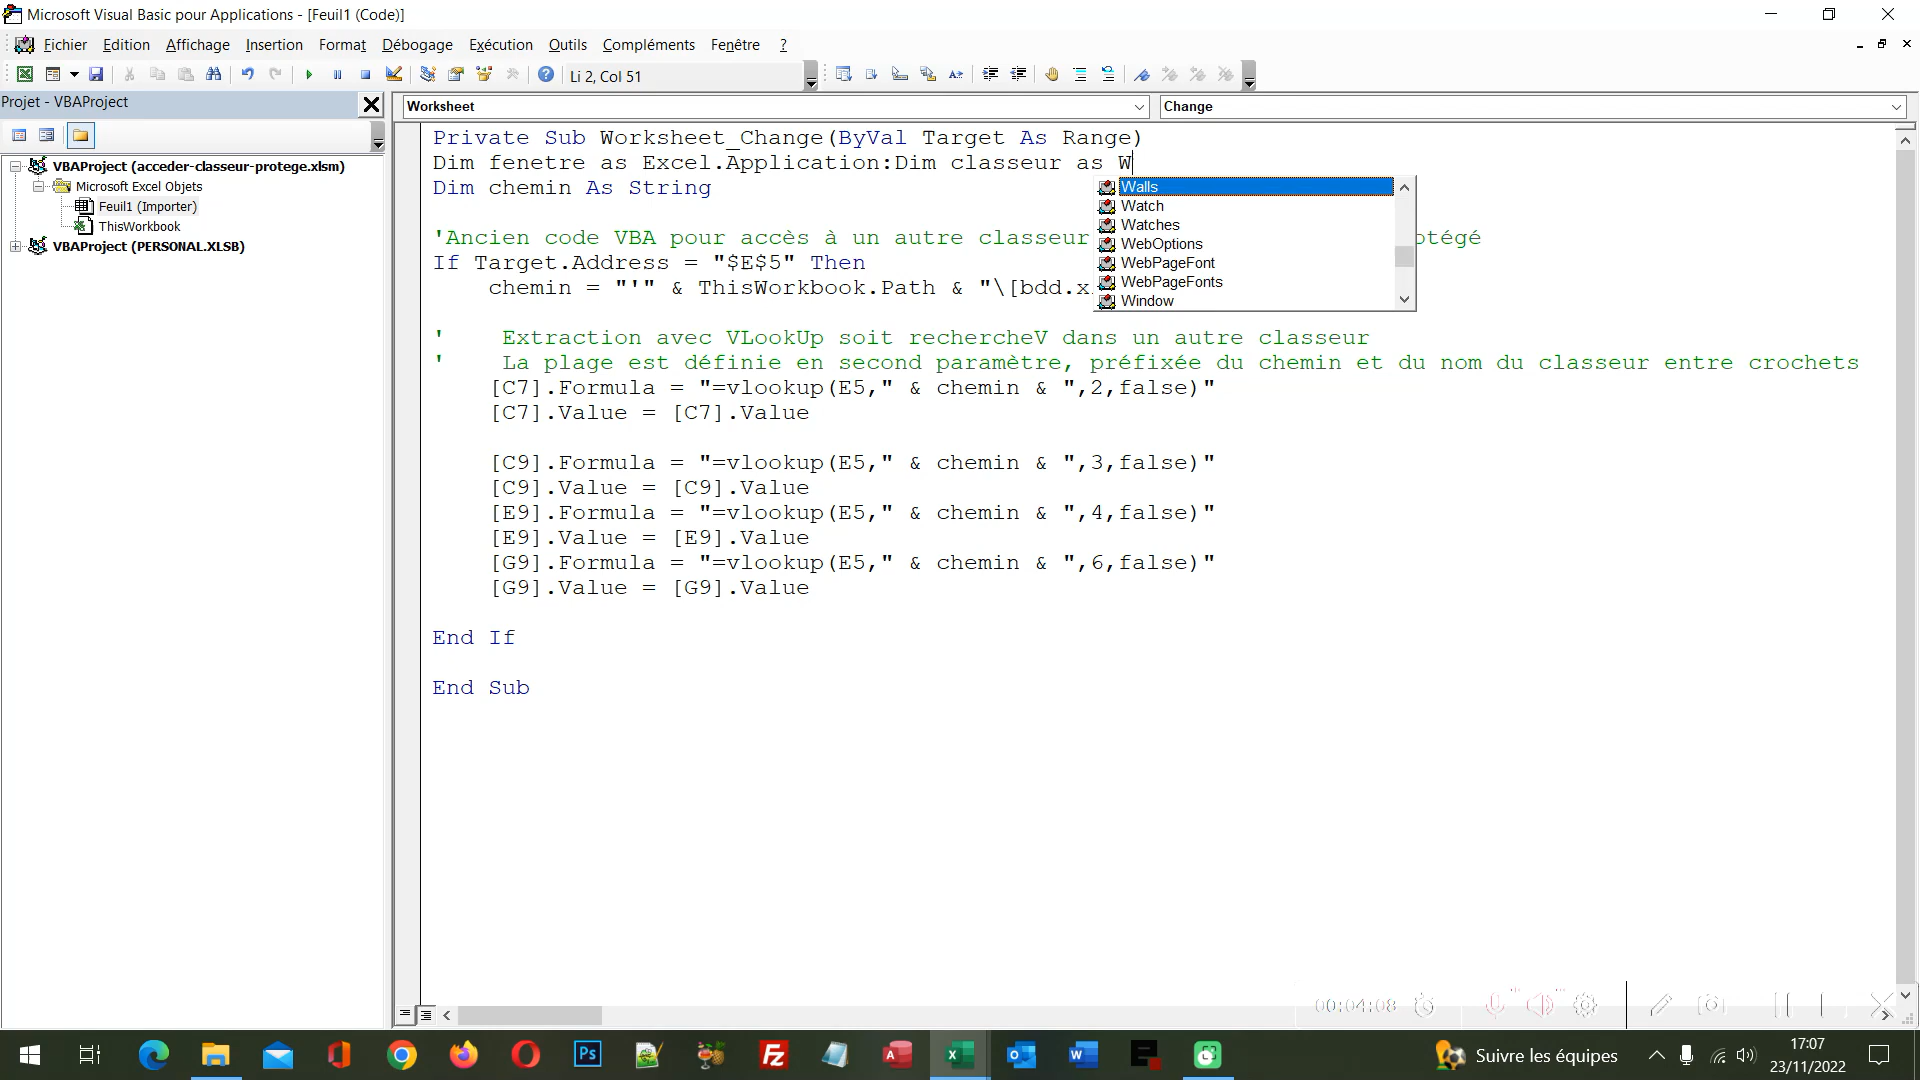 Microsoft Visual Basic pour Applications - [Feuil1 (Code)]
Fichier Edition Affichage Insertion Format Débogage Exécution Outils Compléments Fenêtre ?
Li 2, Col 51
Projet - VBAProject
Worksheet
Change
VBAProject (acceder-classeur-protege.xlsm)
Microsoft Excel Objets
Feuil1 (Importer)
ThisWorkbook
VBAProject (PERSONAL.XLSB)
Private Sub Worksheet_Change(ByVal Target As Range)
Dim fenetre as Excel.Application:Dim classeur as W
Dim chemin As String
Walls
Watch
Watches
WebOptions
WebPageFont
WebPageFonts
Window
'Ancien code VBA pour accès à un autre classeur otégé
If Target.Address = "$E$5" Then
chemin = "'" & ThisWorkbook.Path & "\[bdd.x
' Extraction avec VLookUp soit rechercheV dans un autre classeur
' La plage est définie en second paramètre, préfixée du chemin et du nom du classeur entre crochets
[C7].Formula = "=vlookup(E5," & chemin & ",2,false)"
[C7].Value = [C7].Value
[C9].Formula = "=vlookup(E5," & chemin & ",3,false)"
[C9].Value = [C9].Value
[E9].Formula = "=vlookup(E5," & chemin & ",4,false)"
[E9].Value = [E9].Value
[G9].Formula = "=vlookup(E5," & chemin & ",6,false)"
[G9].Value = [G9].Value
End If
End Sub
00:04:08
Ps
Fz
Suivre les équipes
17:07
23/11/2022